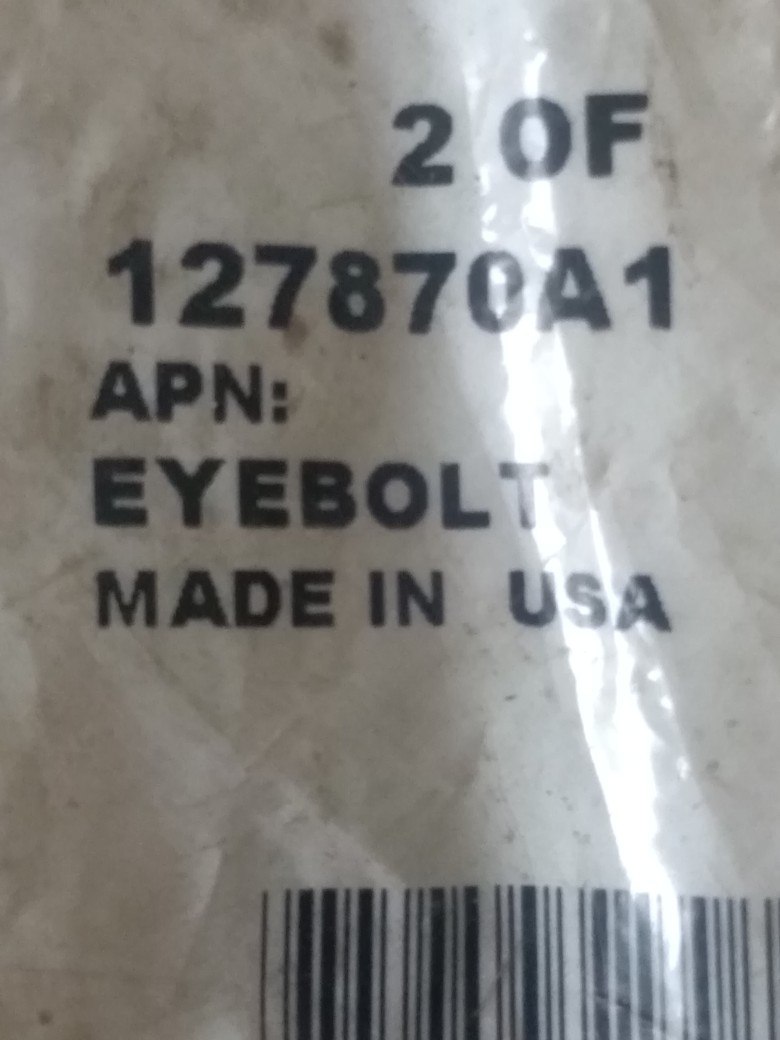 2 OF
127870A1
APN:
EYEBOLT
MADE IN USA